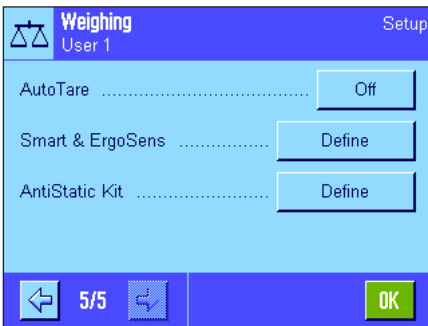 Weighing Setup
User 1
AutoTare ........................................ Off
Smart & ErgoSens ................. Define
AntiStatic Kit ......................... Define
5/5 OK